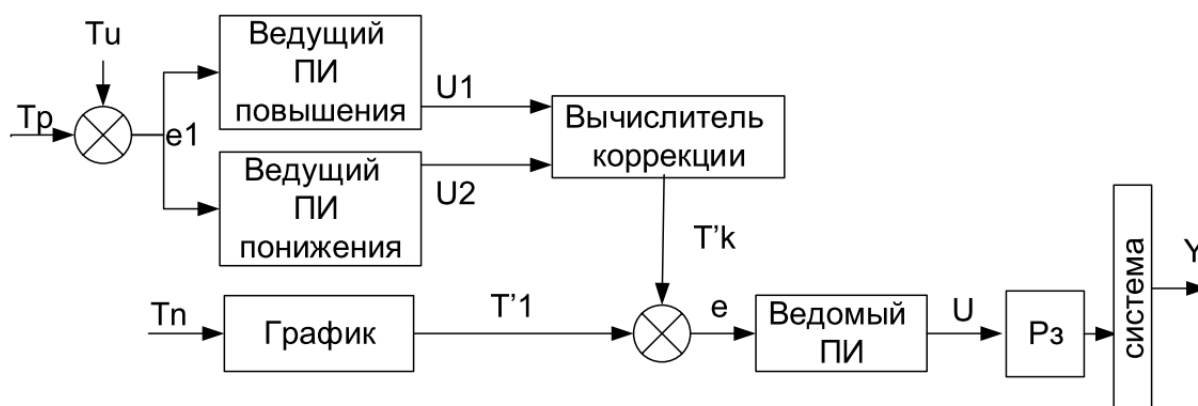 Tu
Tp
e1
Ведущий
ПИ
повышения
U1
Ведущий
ПИ
понижения
U2
Вычислитель
коррекции
T'k
Tn
График
T'1
e
Ведомый
ПИ
U
Рз
система
Y